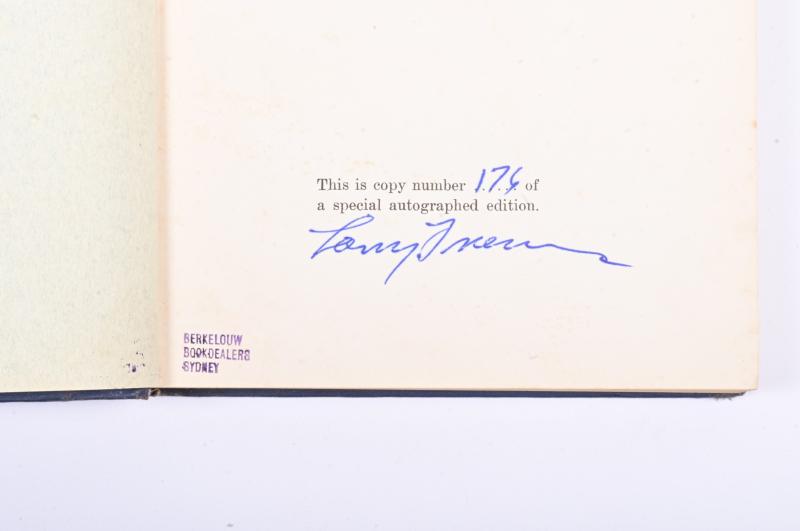 This is copy number 176 of
a special autographed edition.
BERKELOUW
BOOKDEALERS
SYDNEY